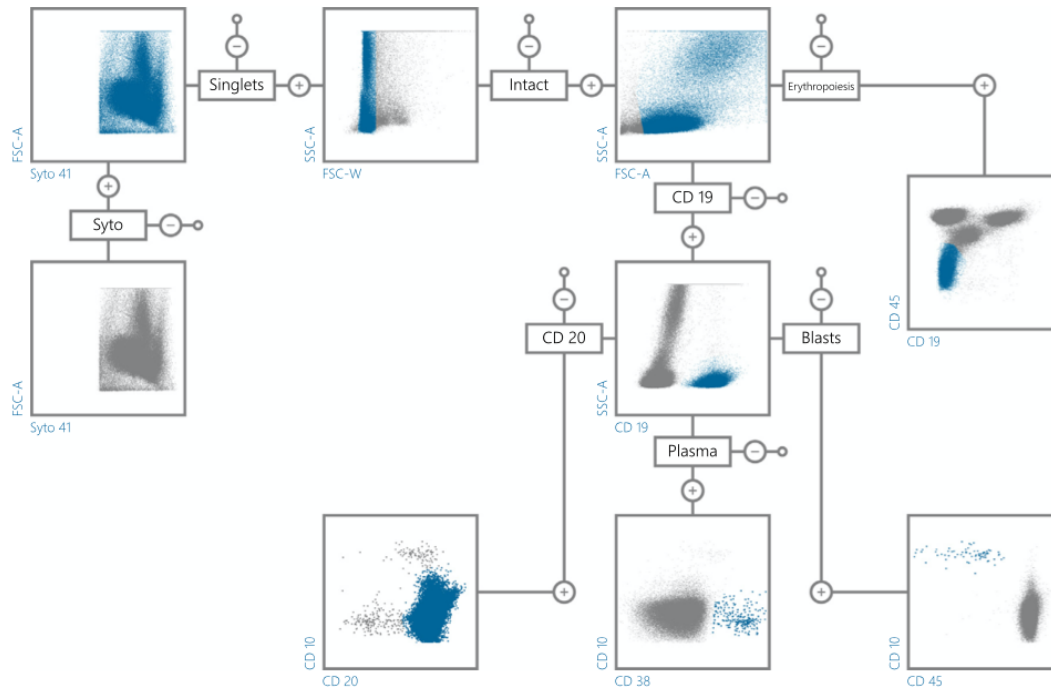 FSC-A
Syto 41
Singlets
SSC-A
FSC-W
Intact
SSC-A
FSC-A
Erythropoiesis
Syto
CD 19
CD 45
CD 19
FSC-A
Syto 41
CD 20
SSC-A
CD 19
Blasts
Plasma
CD 10
CD 20
CD 10
CD 38
CD 10
CD 45